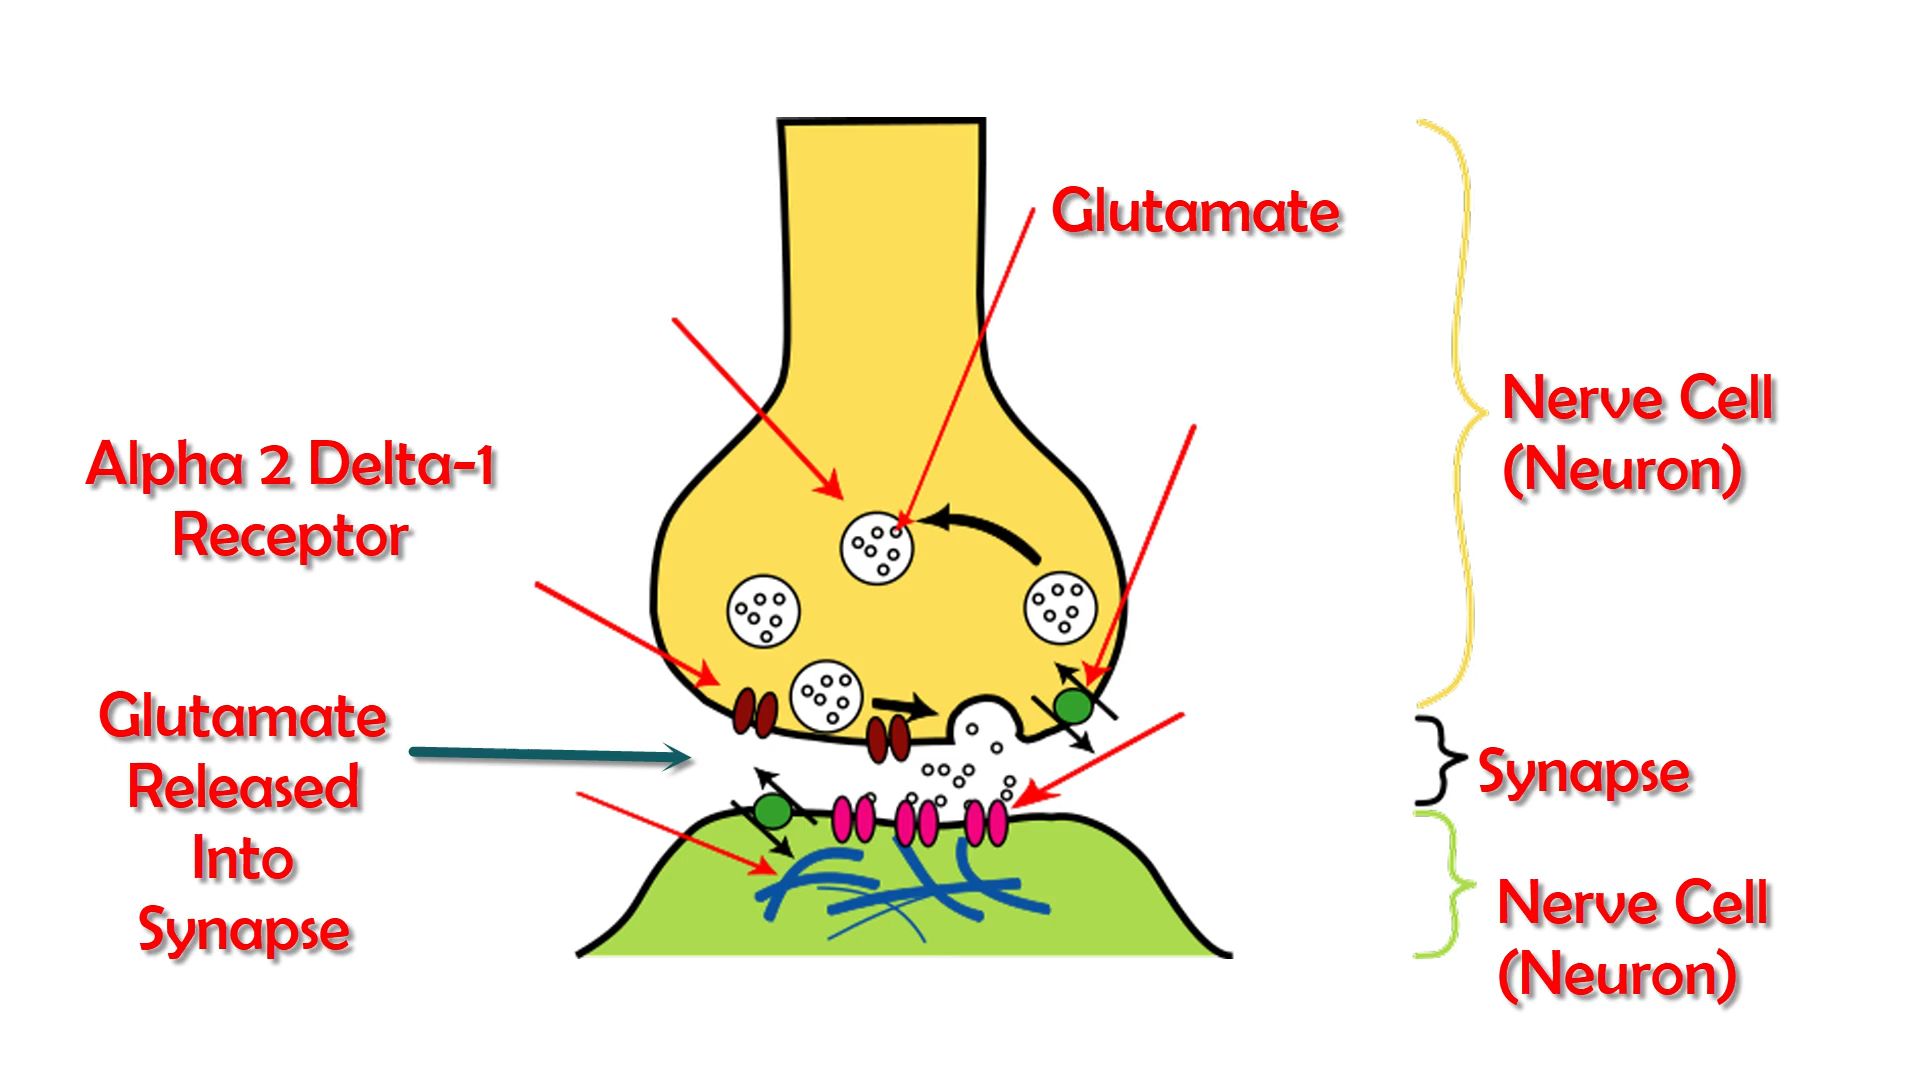 Glutamate
Alpha 2 Delta-1
Receptor
Glutamate
Released
Into
Synapse
Nerve Cell
(Neuron)
Synapse
Nerve Cell
(Neuron)